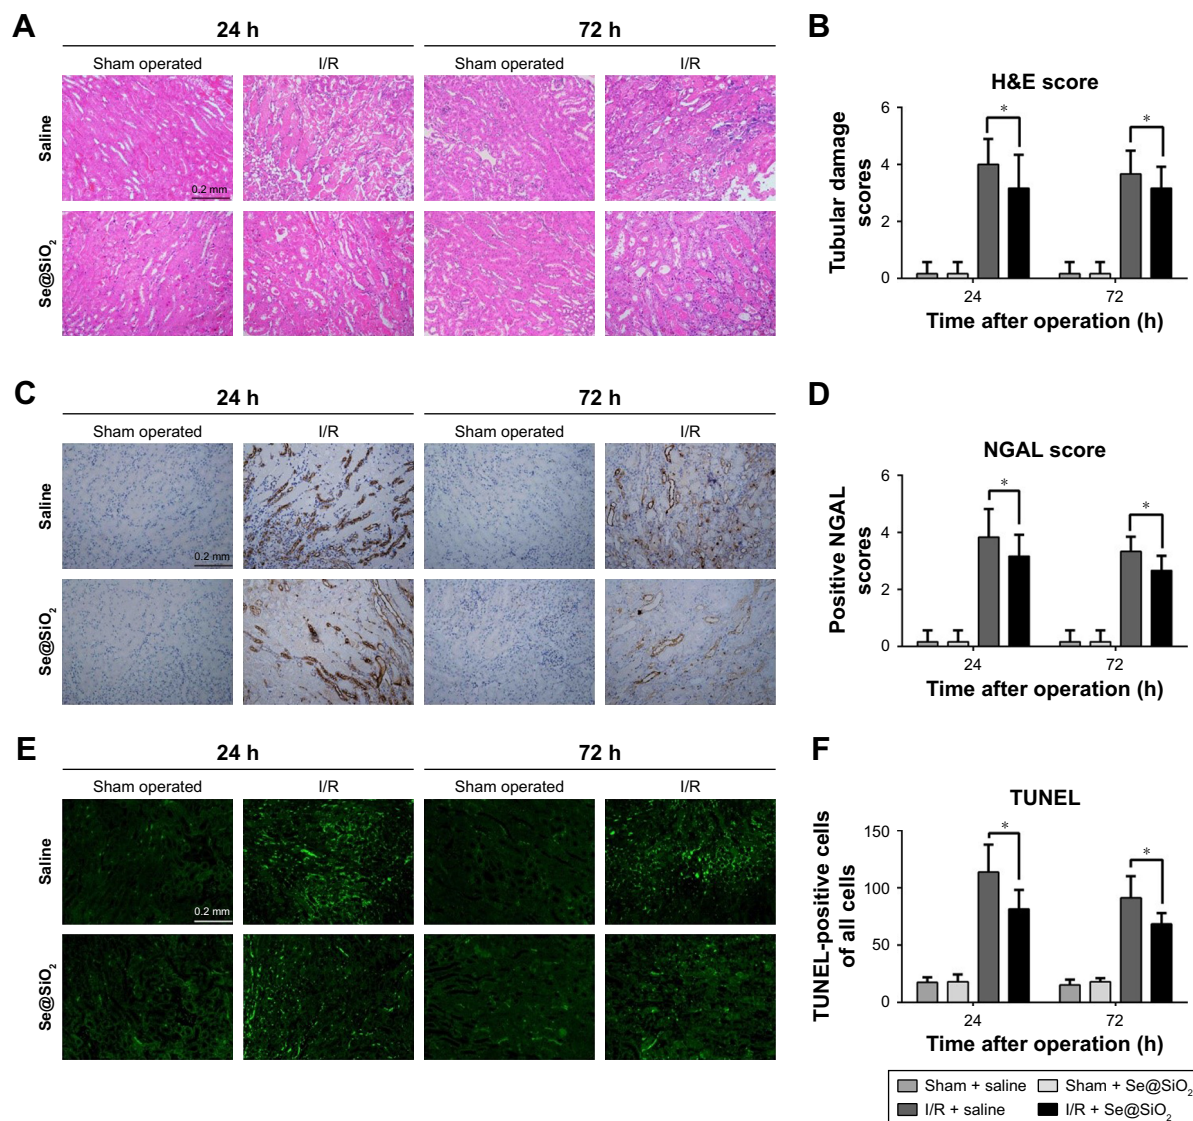 A
24 h
72 h
Sham operated
I/R
Sham operated
I/R
Saline
0.2 mm
Se@SiO2
B
H&E score
Tubular damage
scores
6
4
2
0
*
*
24
72
Time after operation (h)
C
24 h
72 h
Sham operated
I/R
Sham operated
I/R
Saline
0.2 mm
Se@SiO2
D
NGAL score
Positive NGAL
scores
6
4
2
0
*
*
24
72
Time after operation (h)
E
24 h
72 h
Sham operated
I/R
Sham operated
I/R
Saline
0.2 mm
Se@SiO2
F
TUNEL
TUNEL-positive cells
of all cells
150
100
50
0
*
*
24
72
Time after operation (h)
Sham + saline
Sham + Se@SiO2
I/R + saline
I/R + Se@SiO2